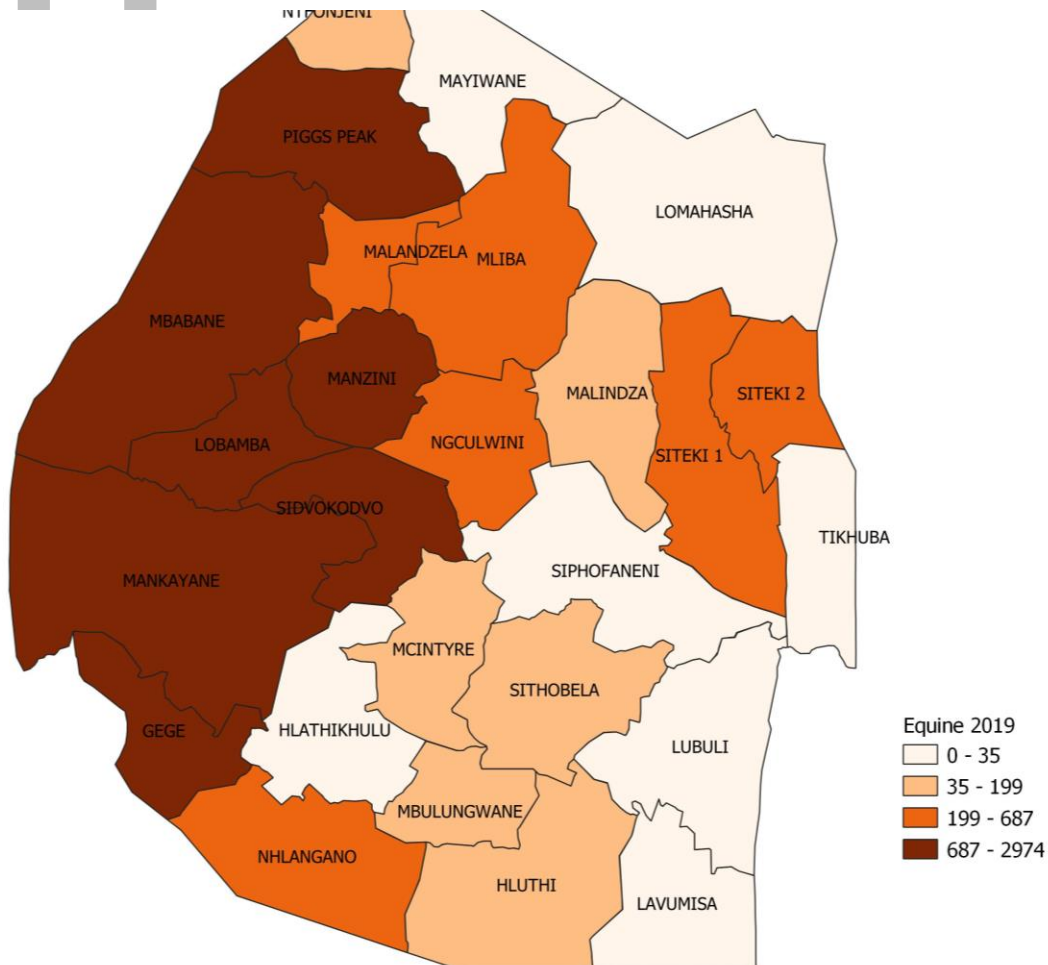 NTFONJENI
MAYIWANE
PIGGS PEAK
LOMAHASHA
MALANDZELA
MLIBA
MBABANE
MANZINI
MALINDZA
SITEKI 2
LOBAMBA
NGCULWINI
SITEKI 1
SIDVOKODVO
TIKHUBA
SIPHOFANENI
MANKAYANE
MCINTYRE
SITHOBELA
GEGE
HLATHIKHULU
LUBULI
MBULUNGWANE
NHLANGANO
HLUTHI
LAVUMISA
Equine 2019
0 - 35
35 - 199
199 - 687
687 - 2974